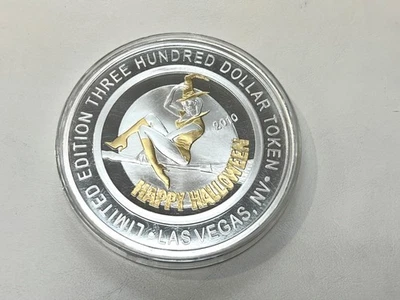 LIMITED EDITION THREE HUNDRED DOLLAR TOKEN
• LAS VEGAS, NV•
2010
HAPPY HALLOWEEN